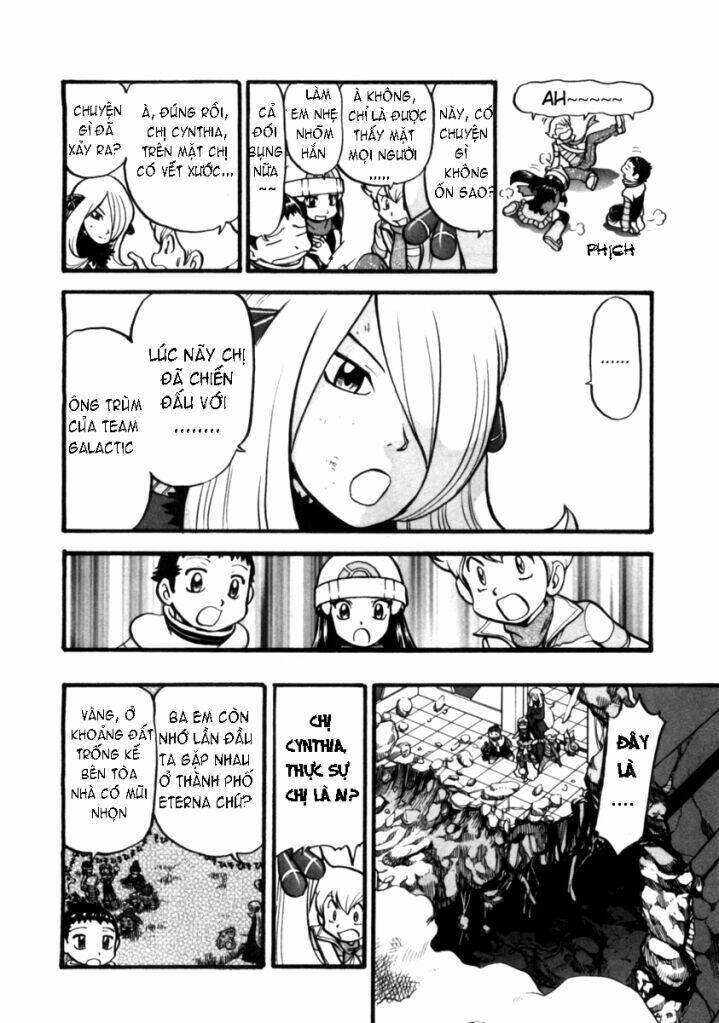 AH~~~~~
PHỊCH
NÀY, CÓ
CHUYỆN
GÌ
KHÔNG
ỔN SAO?
À KHÔNG,
CHỈ LÀ ĐƯỢC
THẤY MẶT
MỌI NGƯỜI
.....
LÀM
EM NHẸ
NHÕM
HẲN
CẢ
ĐÓI
BỤNG
NỮA
~~
À, ĐÚNG RỒI,
CHỊ CYNTHIA,
TRÊN MẶT CHỊ
CÓ VẾT XƯỚC...
CHUYỆN
GÌ ĐÃ
XẢY RA?
......
LÚC NÃY CHỊ
ĐÃ CHIẾN
ĐẤU VỚI
........
ÔNG TRÙM
CỦA TEAM
GALACTIC
ĐÂY
LÀ
....
CHỊ
CYNTHIA,
THỰC SỰ
CHỊ LÀ AI?
BA EM CÒN
NHỚ LẦN ĐẦU
TA GẶP NHAU
Ở THÀNH PHỐ
ETERNA CHỨ?
VÂNG, Ở
KHOẢNG ĐẤT
TRỐNG KẾ
BÊN TÒA
NHÀ CÓ MŨI
NHỌN